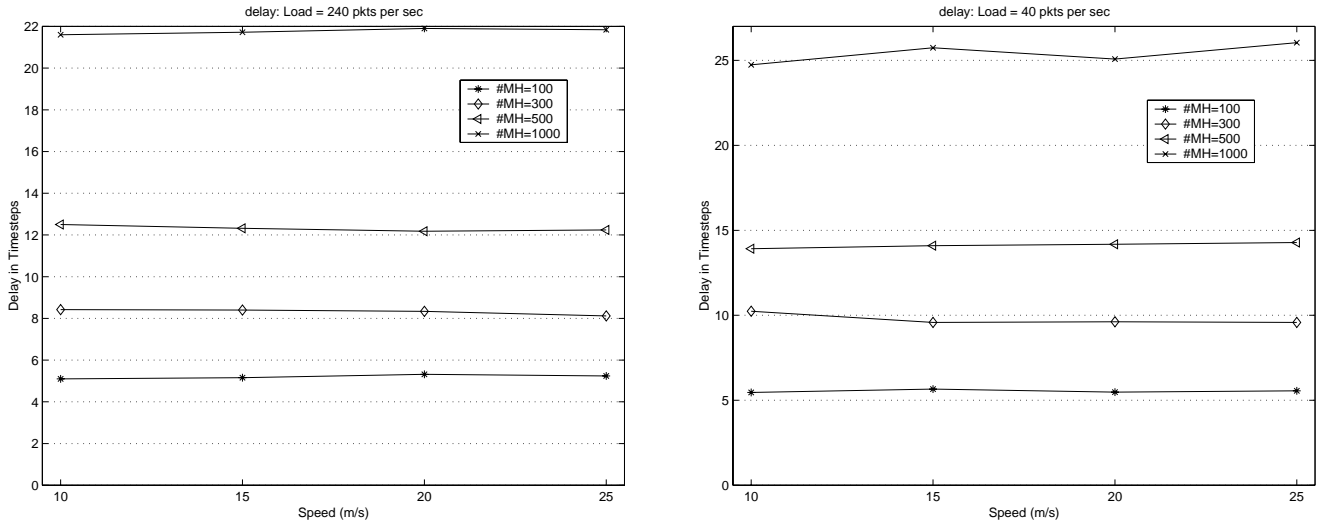 delay: Load = 240 pkts per sec
22
20
18
16
14
12
10
8
6
4
2
0
Delay in Timesteps
#MH=100
#MH=300
#MH=500
#MH=1000
10 15 20 25
Speed (m/s)
delay: Load = 40 pkts per sec
25
20
15
10
5
0
Delay in Timesteps
#MH=100
#MH=300
#MH=500
#MH=1000
10 15 20 25
Speed (m/s)